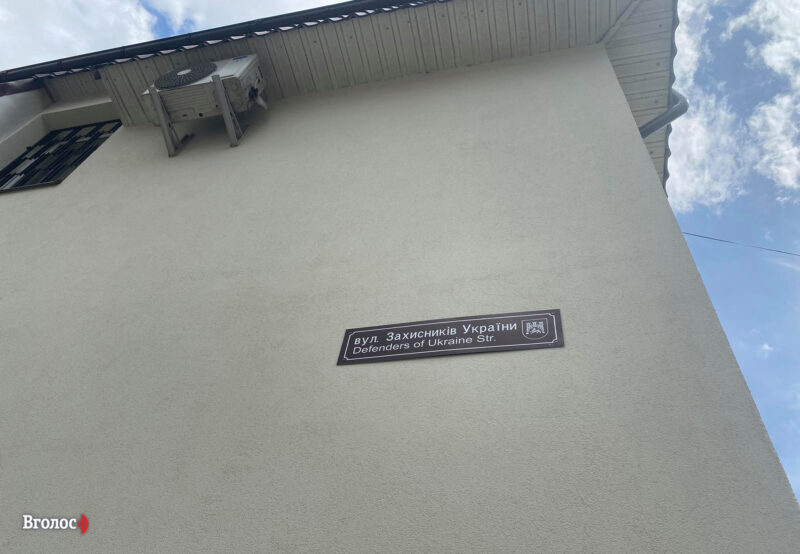 вул. Захисників України
Defenders of Ukraine Str.
Вголос